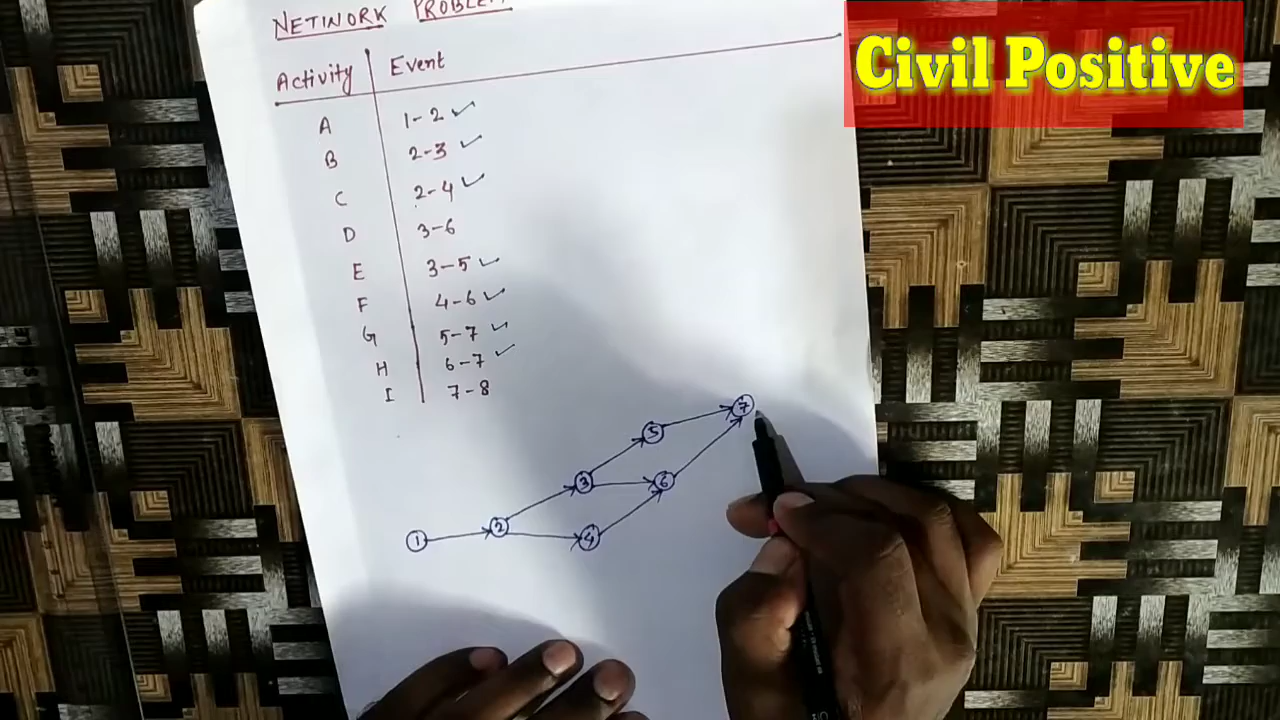 NETWORK PROBLEM
Civil Positive
Activity Event
A 1-2 ✓
B 2-3 ✓
C 2-4 ✓
D 3-6
E 3-5 ✓
F 4-6 ✓
G 5-7 ✓
H 6-7 ✓
I 7-8
7
5
3 6
2
1 4